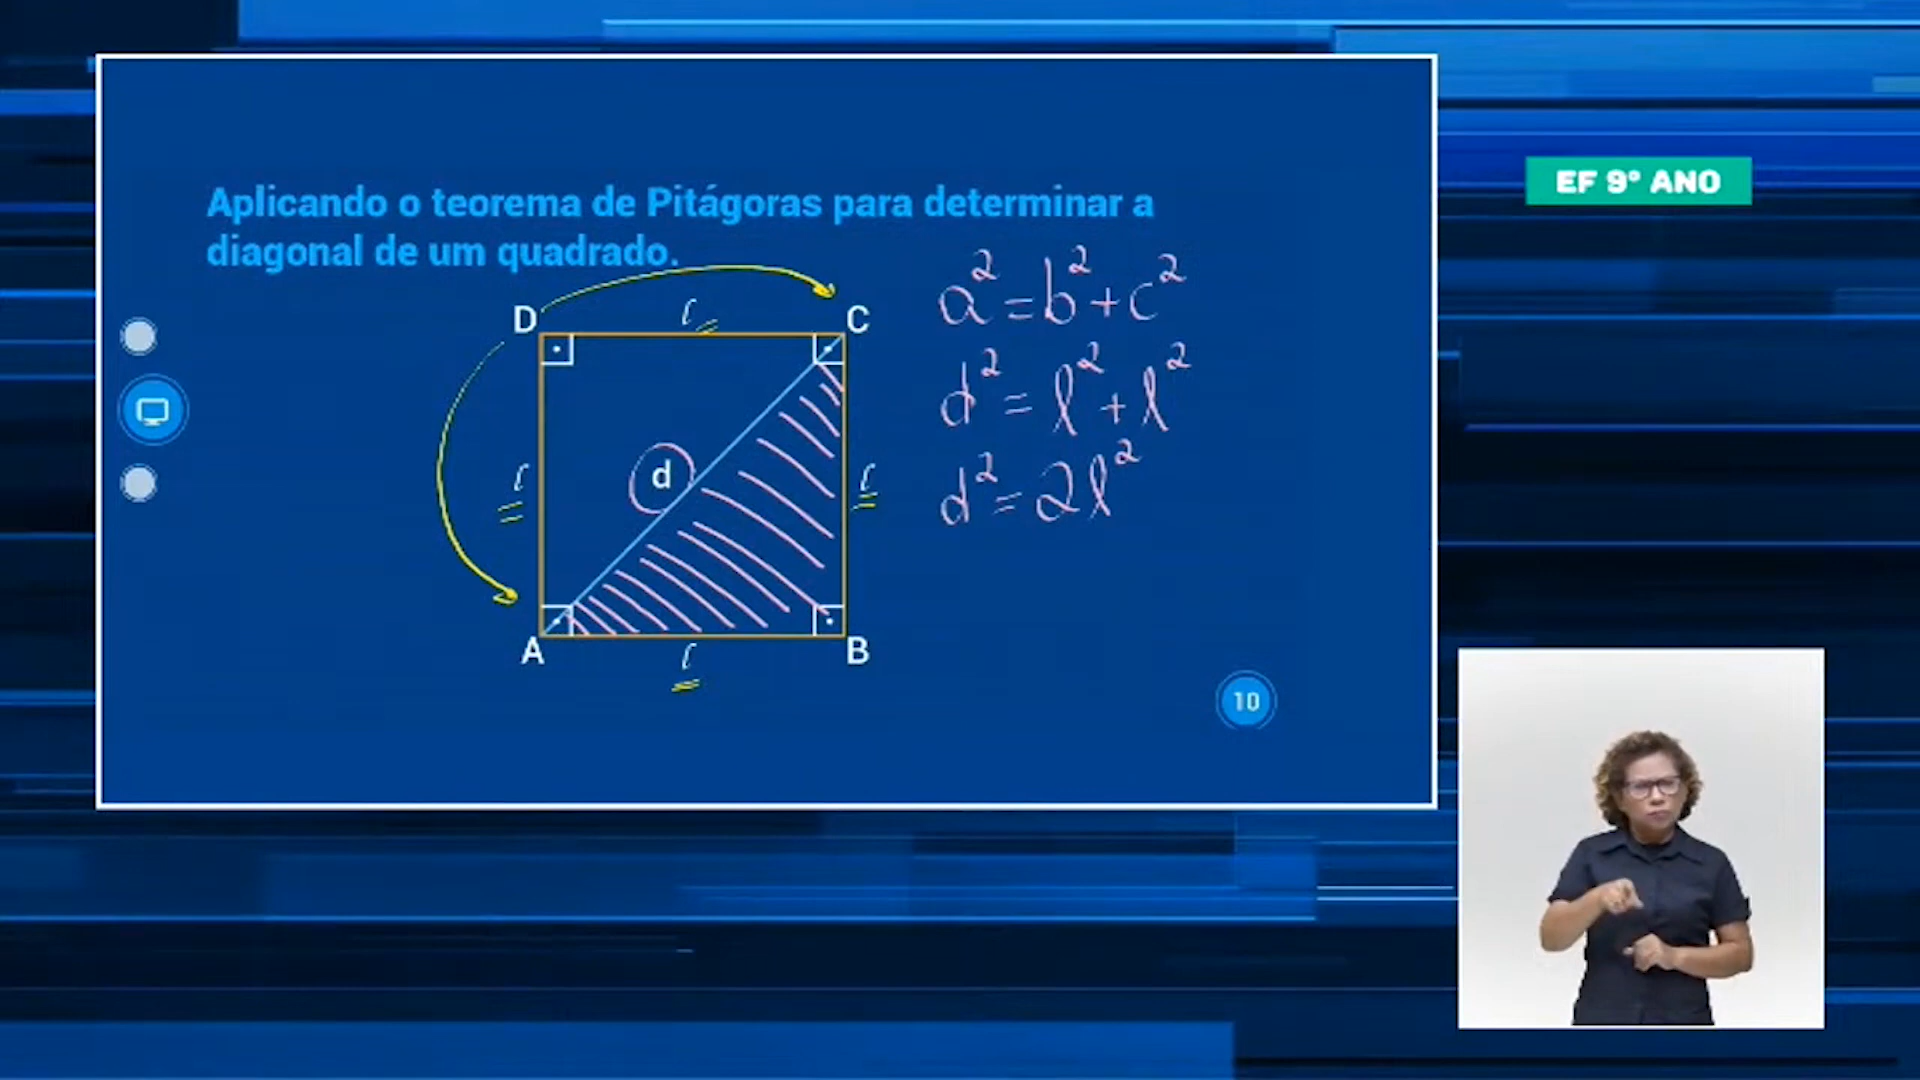 EF 9º ANO
Aplicando o teorema de Pitágoras para determinar a
diagonal de um quadrado.
a² = b² + c²
D
l
C
d² = l² + l²
l
d
l
d² = 2l²
A
l
B
10